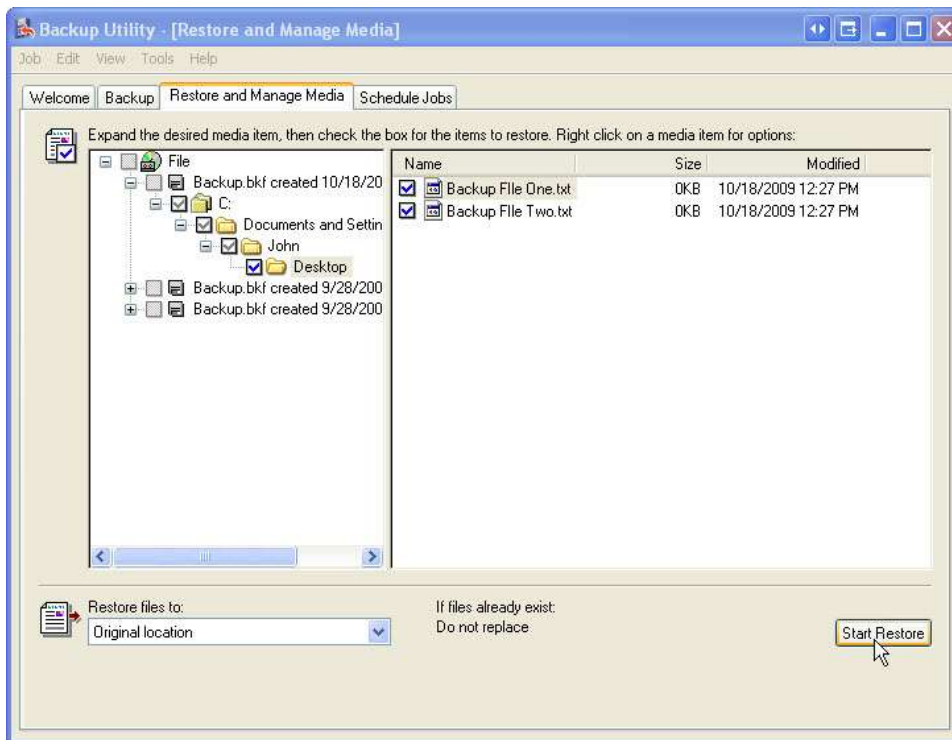 Backup Utility - [Restore and Manage Media]
Job Edit View Tools Help
Welcome Backup Restore and Manage Media Schedule Jobs
Expand the desired media item, then check the box for the items to restore. Right click on a media item for options:
File
Backup.bkf created 10/18/20
C:
Documents and Settin
John
Desktop
Backup.bkf created 9/28/200
Backup.bkf created 9/28/200
Name Size Modified
Backup FIle One.txt 0KB 10/18/2009 12:27 PM
Backup FIle Two.txt 0KB 10/18/2009 12:27 PM
Restore files to:
Original location
If files already exist:
Do not replace
Start Restore